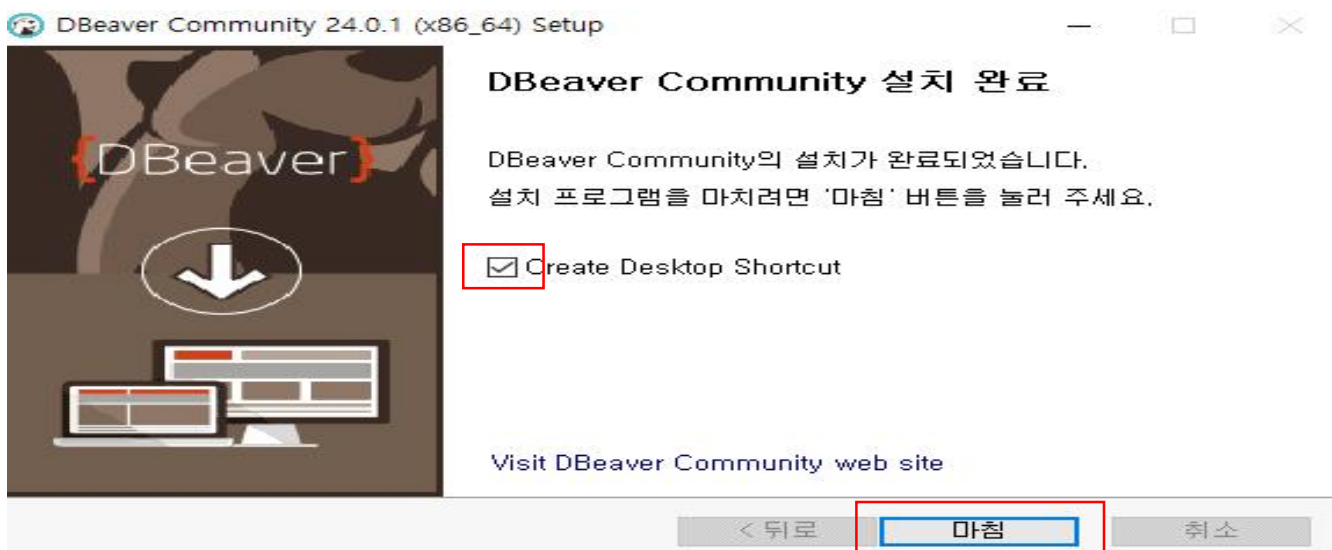 DBeaver Community 24.0.1 (x86_64) Setup
{DBeaver}
DBeaver Community 설치 완료
DBeaver Community의 설치가 완료되었습니다.
설치 프로그램을 마치려면 '마침' 버튼을 눌러 주세요.
Create Desktop Shortcut
Visit DBeaver Community web site
< 뒤로
마침
취소